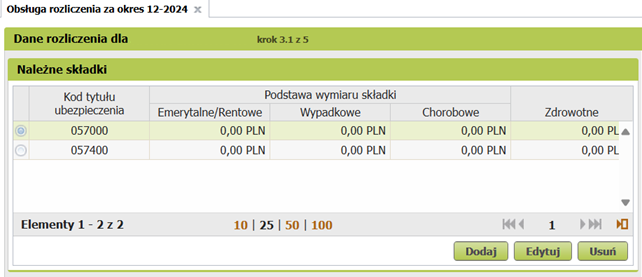 Obsługa rozliczenia za okres 12-2024 ×
Dane rozliczenia dla krok 3.1 z 5
Należne składki
Kod tytułu ubezpieczenia Podstawa wymiaru składki
Emerytalne/Rentowe Wypadkowe Chorobowe Zdrowotne
057000 0,00 PLN 0,00 PLN 0,00 PLN 0,00 PL
057400 0,00 PLN 0,00 PLN 0,00 PLN 0,00 PL
Elementy 1 - 2 z 2 10 | 25 | 50 | 100 1
Dodaj Edytuj Usuń